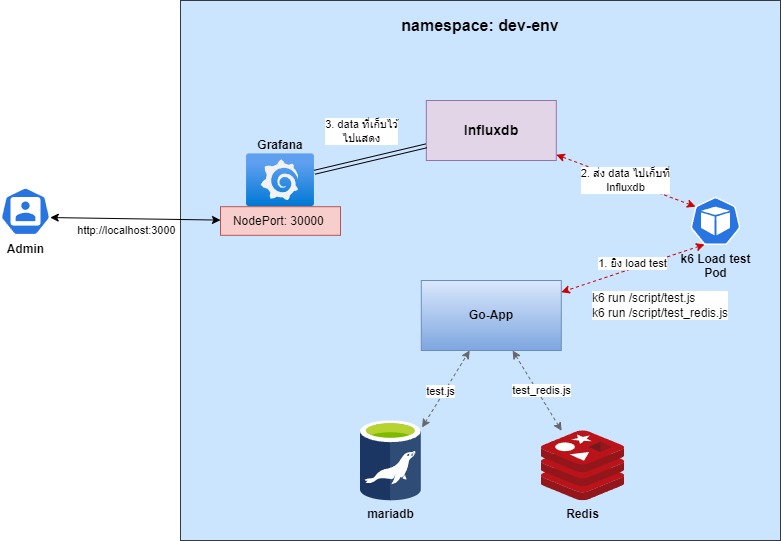 namespace: dev-env
3. data ที่เก็บไว้
ไปแสดง
Influxdb
Grafana
2. ส่ง data ไปเก็บที่
Influxdb
NodePort: 30000
Admin
http://localhost:3000
k6 Load test
Pod
1. ยิง load test
k6 run /script/test.js
k6 run /script/test_redis.js
Go-App
test.js
test_redis.js
mariadb
Redis